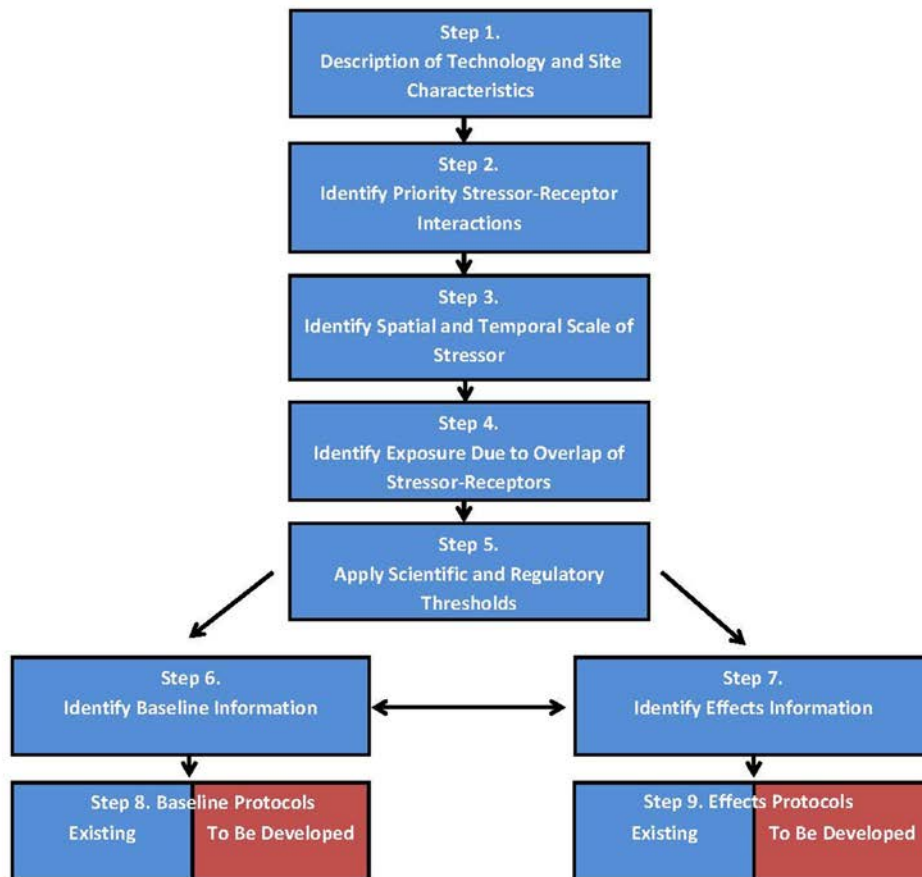 Step 1.
Description of Technology and Site
Characteristics
Step 2.
Identify Priority Stressor-Receptor
Interactions
Step 3.
Identify Spatial and Temporal Scale of
Stressor
Step 4.
Identify Exposure Due to Overlap of
Stressor-Receptors
Step 5.
Apply Scientific and Regulatory
Thresholds
Step 6.
Identify Baseline Information
Step 7.
Identify Effects Information
Step 8. Baseline Protocols
Existing
To Be Developed
Step 9. Effects Protocols
Existing
To Be Developed